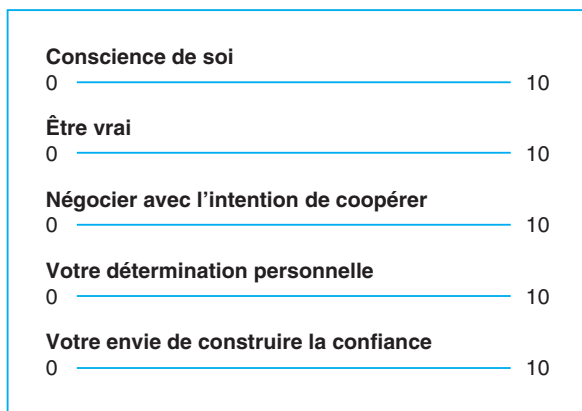 Conscience de soi
0 10
Être vrai
0 10
Négocier avec l'intention de coopérer
0 10
Votre détermination personnelle
0 10
Votre envie de construire la confiance
0 10